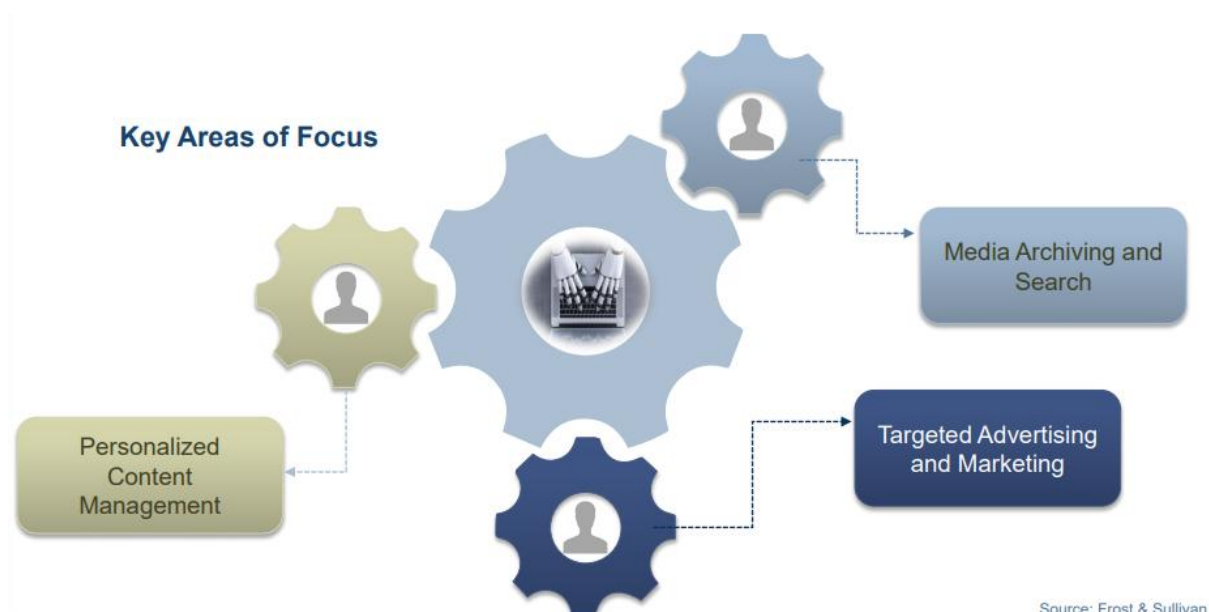 Key Areas of Focus
Media Archiving and
Search
Targeted Advertising
and Marketing
Personalized
Content
Management
Source: Frost & Sullivan